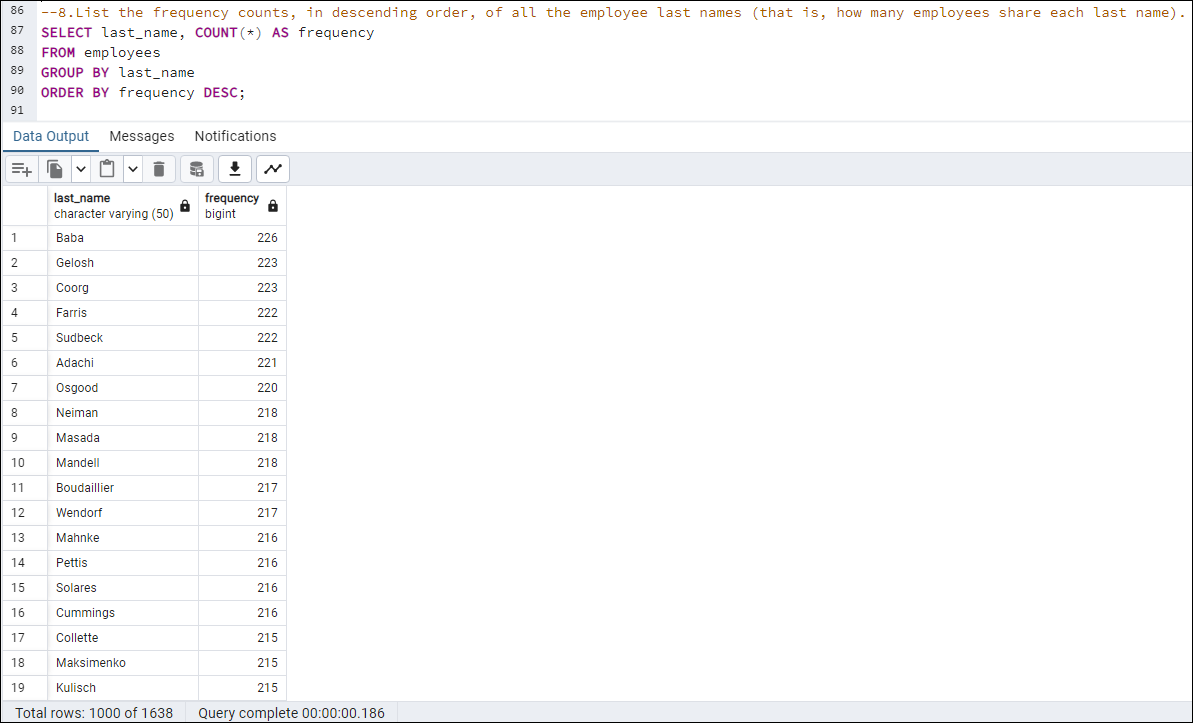 86 --8.List the frequency counts, in descending order, of all the employee last names (that is, how many employees share each last name).
87 SELECT last_name, COUNT(*) AS frequency
88 FROM employees
89 GROUP BY last_name
90 ORDER BY frequency DESC;
91
Data Output Messages Notifications
last_name frequency
character varying (50) bigint
1 Baba 226
2 Gelosh 223
3 Coorg 223
4 Farris 222
5 Sudbeck 222
6 Adachi 221
7 Osgood 220
8 Neiman 218
9 Masada 218
10 Mandell 218
11 Boudaillier 217
12 Wendorf 217
13 Mahnke 216
14 Pettis 216
15 Solares 216
16 Cummings 216
17 Collette 215
18 Maksimenko 215
19 Kulisch 215
Total rows: 1000 of 1638 Query complete 00:00:00.186